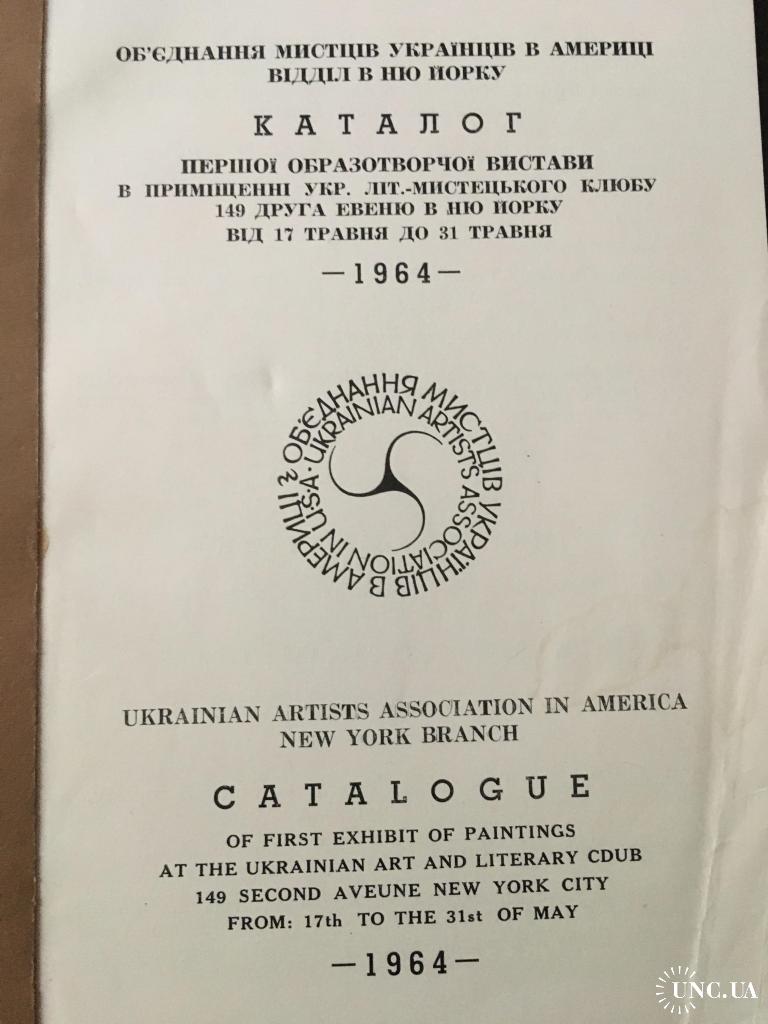 ОБ'ЄДНАННЯ МИСТЦІВ УКРАЇНЦІВ В АМЕРИЦІ
ВІДДІЛ В НЮ ЙОРКУ
КАТАЛОГ
ПЕРШОЇ ОБРАЗОТВОРЧОЇ ВИСТАВИ
В ПРИМІЩЕННІ УКР. ЛІТ.-МИСТЕЦЬКОГО КЛЮБУ
149 ДРУГА ЕВЕНЮ В НЮ ЙОРКУ
ВІД 17 ТРАВНЯ ДО 31 ТРАВНЯ
—1964—
ОБ'ЄДНАННЯ МИСТЦІВ УКРАЇНЦІВ В АМЕРИЦІ
UKRAINIAN ARTISTS ASSOCIATION IN U.S.A.
UKRAINIAN ARTISTS ASSOCIATION IN AMERICA
NEW YORK BRANCH
CATALOGUE
OF FIRST EXHIBIT OF PAINTINGS
AT THE UKRAINIAN ART AND LITERARY CDUB
149 SECOND AVEUNE NEW YORK CITY
FROM: 17th TO THE 31st OF MAY
—1964—
UNC.UA